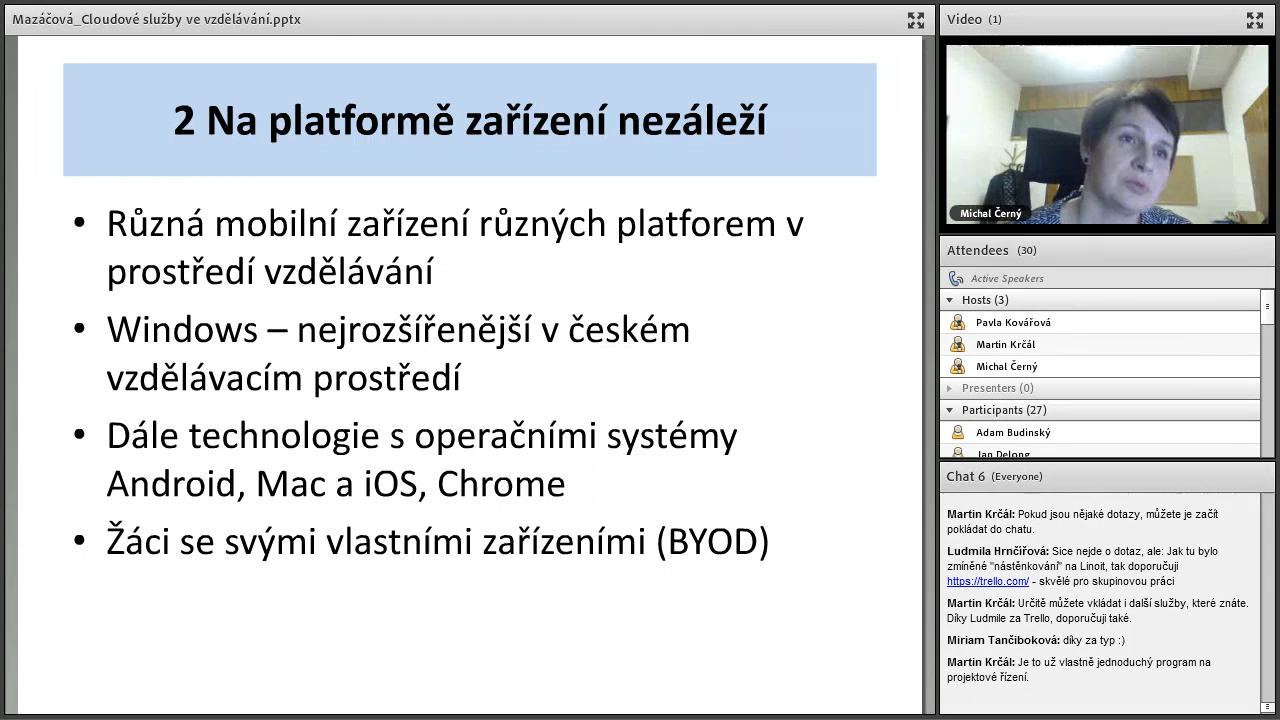 Mazáčová_Cloudové služby ve vzdělávání.pptx
2 Na platformě zařízení nezáleží
• Různá mobilní zařízení různých platforem v
prostředí vzdělávání
• Windows – nejrozšířenější v českém
vzdělávacím prostředí
• Dále technologie s operačními systémy
Android, Mac a iOS, Chrome
• Žáci se svými vlastními zařízeními (BYOD)
Video (1)
Michal Černý
Attendees (30)
Active Speakers
Hosts (3)
Pavla Kovářová
Martin Krčál
Michal Černý
Presenters (0)
Participants (27)
Adam Budinský
Jan Delong
Chat 6 (Everyone)
Martin Krčál: Pokud jsou nějaké dotazy, můžete je začít
pokládat do chatu.
Ludmila Hrnčířová: Sice nejde o dotaz, ale: Jak tu bylo
zmíněné "nástěnkování" na Linoit, tak doporučuji
https://trello.com/ - skvělé pro skupinovou práci
Martin Krčál: Určitě můžete vkládat i další služby, které znáte.
Díky Ludmile za Trello, doporučuji také.
Miriam Tančiboková: díky za typ :)
Martin Krčál: Je to už vlastně jednoduchý program na
projektové řízení.